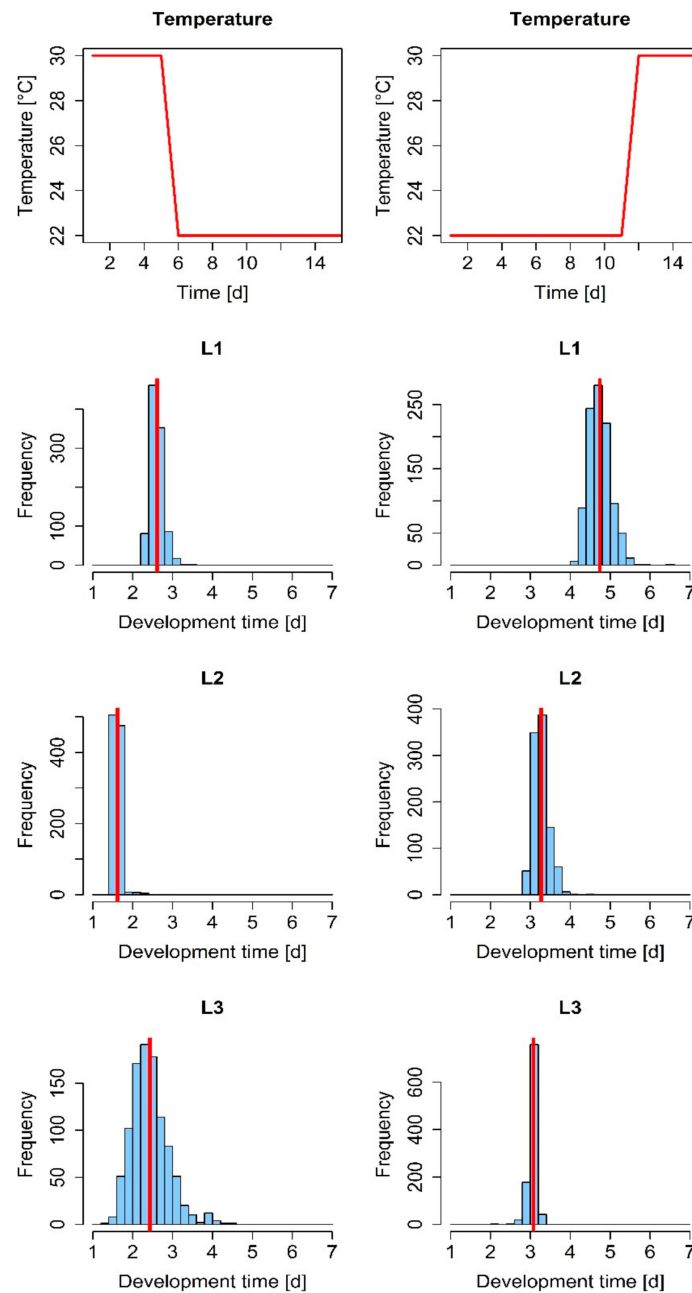 Temperature Temperature
Temperature [°C] 22 24 26 28 30
2 4 6 8 10 14
Time [d]
Temperature [°C] 22 24 26 28 30
2 4 6 8 10 14
Time [d]
L1 L1
Frequency 0 100 300
1 2 3 4 5 6 7
Development time [d]
Frequency 0 50 150 250
1 2 3 4 5 6 7
Development time [d]
L2 L2
Frequency 0 200 400
1 2 3 4 5 6 7
Development time [d]
Frequency 0 100 200 300 400
1 2 3 4 5 6 7
Development time [d]
L3 L3
Frequency 0 50 100 150
1 2 3 4 5 6 7
Development time [d]
Frequency 0 200 400 600
1 2 3 4 5 6 7
Development time [d]